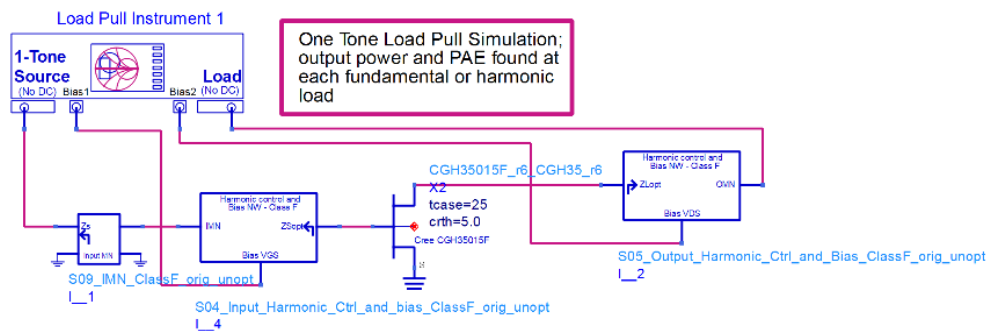 Load Pull Instrument 1
One Tone Load Pull Simulation;
output power and PAE found at
each fundamental or harmonic
load
1-Tone
Source
(No DC)
Bias1
Bias2
Load
(No DC)
CGH35015F_r6_CGH35_r6
X2
tcase=25
crth=5.0
Cree CGH35015F
Harmonic control and
Bias NW - Class F
ZLopt
OMN
Bias VDS
S05_Output_Harmonic_Ctrl_and_Bias_ClassF_orig_unopt
I__2
Zs
Input MN
S09_IMN_ClassF_orig_unopt
I__1
Harmonic control and
Bias NW - Class F
IMN
ZSopt
Bias VGS
S04_Input_Harmonic_Ctrl_and_bias_ClassF_orig_unopt
I__4